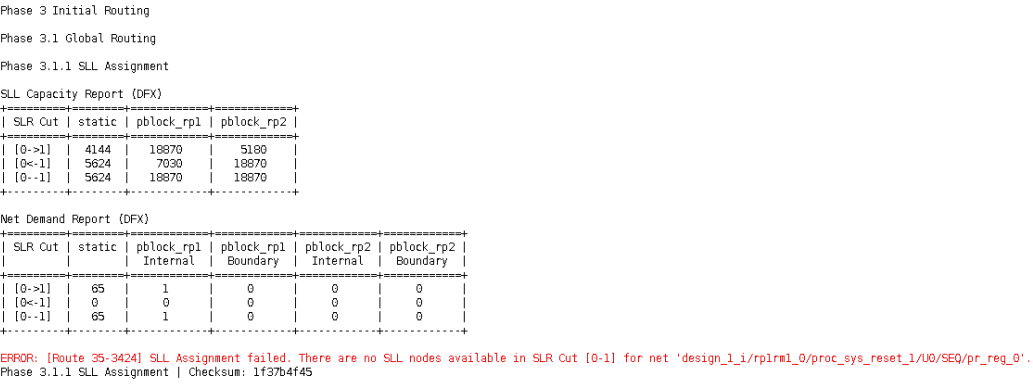 Phase 3 Initial Routing
Phase 3.1 Global Routing
Phase 3.1.1 SLL Assignment
SLL Capacity Report (DFX)
+=========+========+============+============+
| SLR Cut | static | pblock_rp1 | pblock_rp2 |
+=========+========+============+============+
| [0->1] | 4144 | 18870 | 5180 |
| [0<-1] | 5624 | 7030 | 18870 |
| [0--1] | 5624 | 18870 | 18870 |
+---------+--------+------------+------------+
Net Demand Report (DFX)
+=========+========+============+============+============+============+
| SLR Cut | static | pblock_rp1 | pblock_rp1 | pblock_rp2 | pblock_rp2 |
| | | Internal | Boundary | Internal | Boundary |
+=========+========+============+============+============+============+
| [0->1] | 65 | 1 | 0 | 0 | 0 |
| [0<-1] | 0 | 0 | 0 | 0 | 0 |
| [0--1] | 65 | 1 | 0 | 0 | 0 |
+---------+--------+------------+------------+------------+------------+
ERROR: [Route 35-3424] SLL Assignment failed. There are no SLL nodes available in SLR Cut [0-1] for net 'design_1_i/rp1rm1_0/proc_sys_reset_1/U0/SEQ/pr_reg_0'.
Phase 3.1.1 SLL Assignment | Checksum: 1f37b4f45